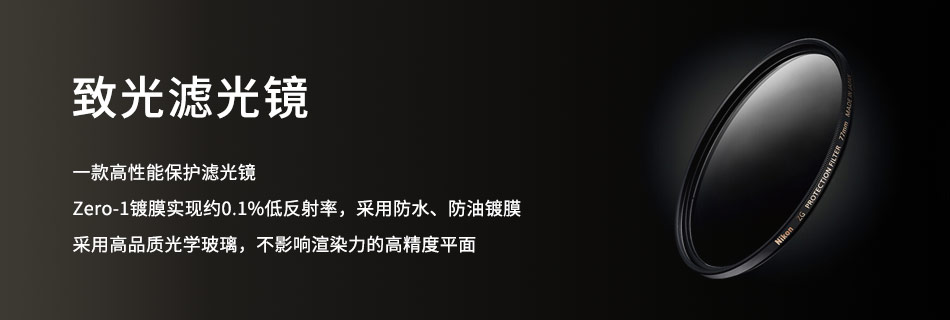 致光滤光镜
一款高性能保护滤光镜
Zero-1镀膜实现约0.1%低反射率，采用防水、防油镀膜
采用高品质光学玻璃，不影响渲染力的高精度平面
Nikon ZG PROTECTION FILTER 77mm MADE IN JAPAN